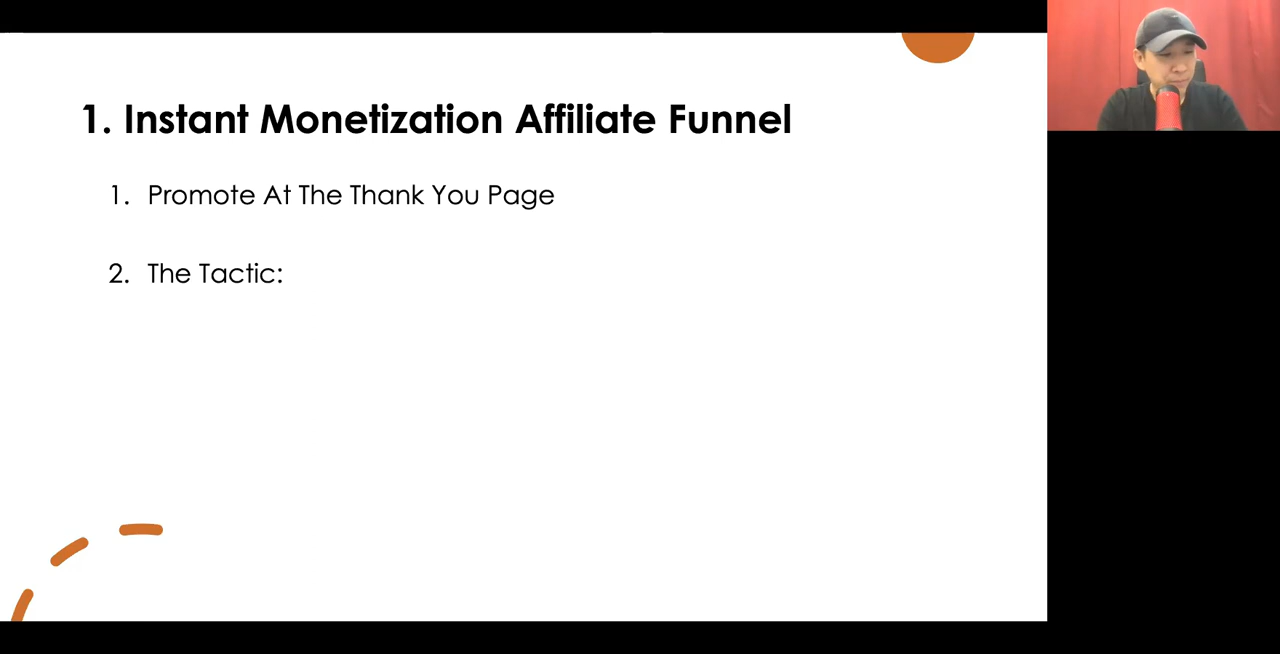 1. Instant Monetization Affiliate Funnel
1. Promote At The Thank You Page
2. The Tactic: